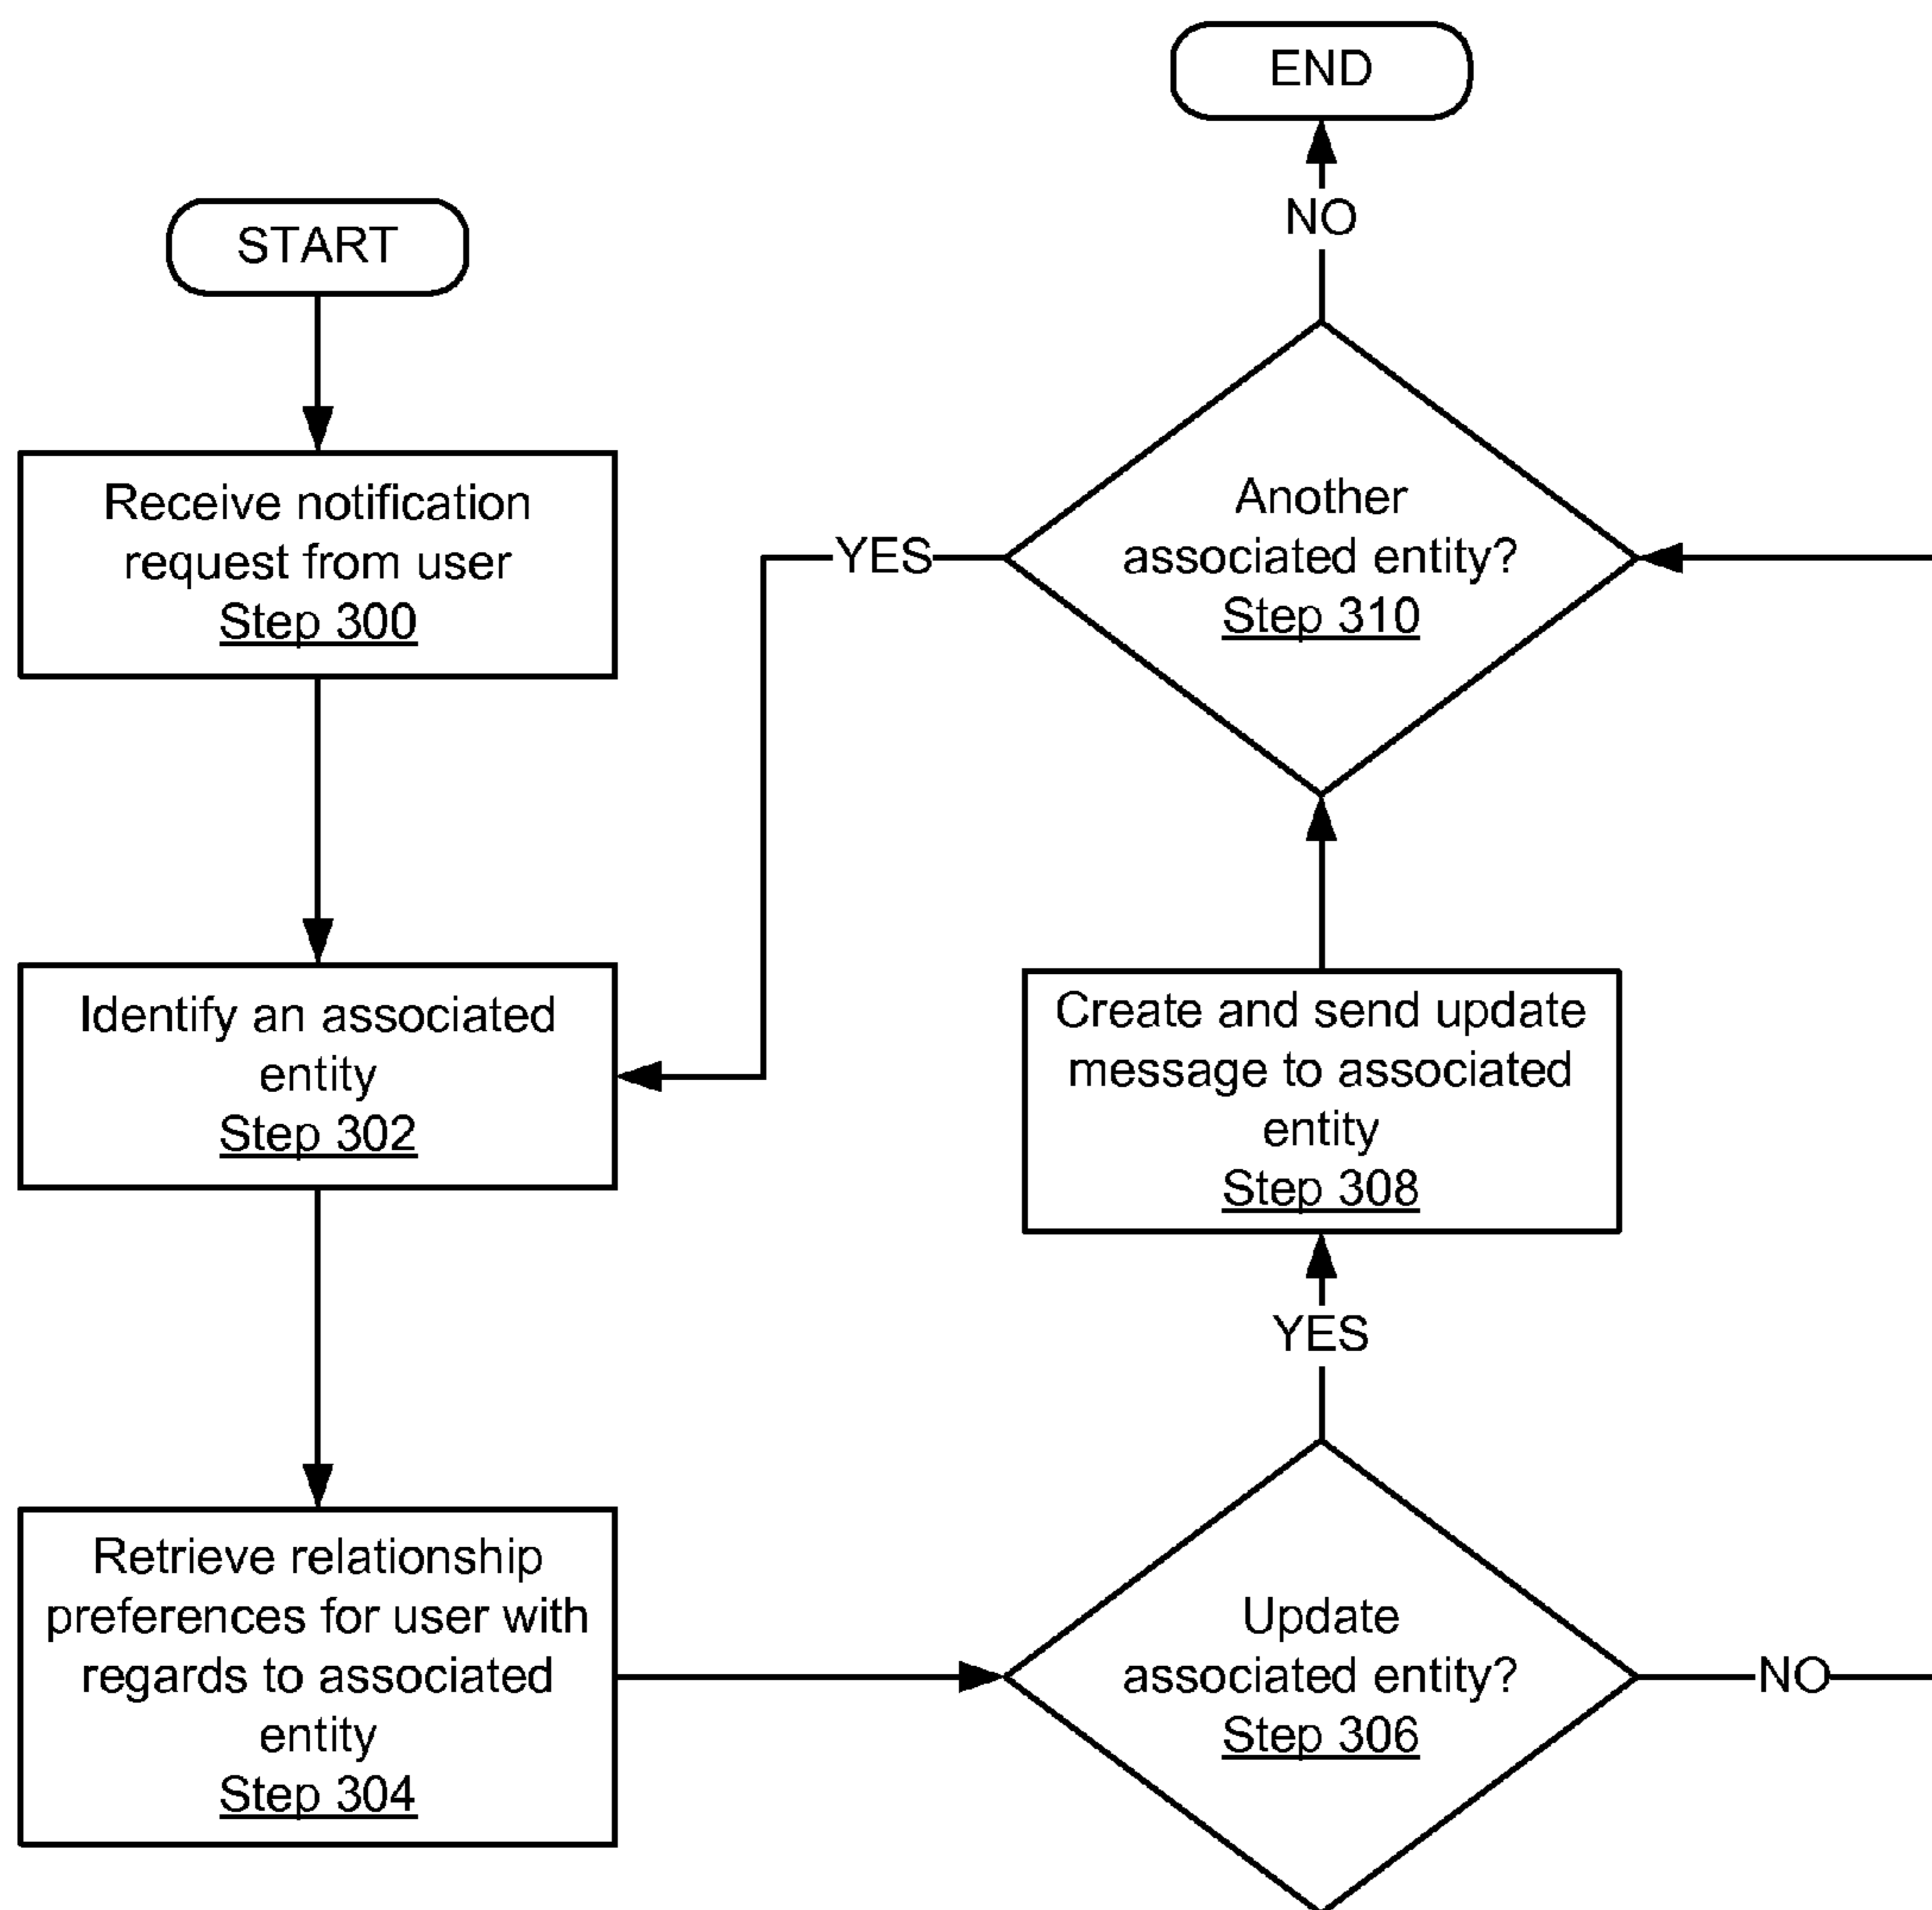 START
Receive notification
request from user
Step 300
Identify an associated
entity
Step 302
Retrieve relationship
preferences for user with
regards to associated
entity
Step 304
Update
associated entity?
Step 306
NO
YES
Create and send update
message to associated
entity
Step 308
Another
associated entity?
Step 310
YES
NO
END